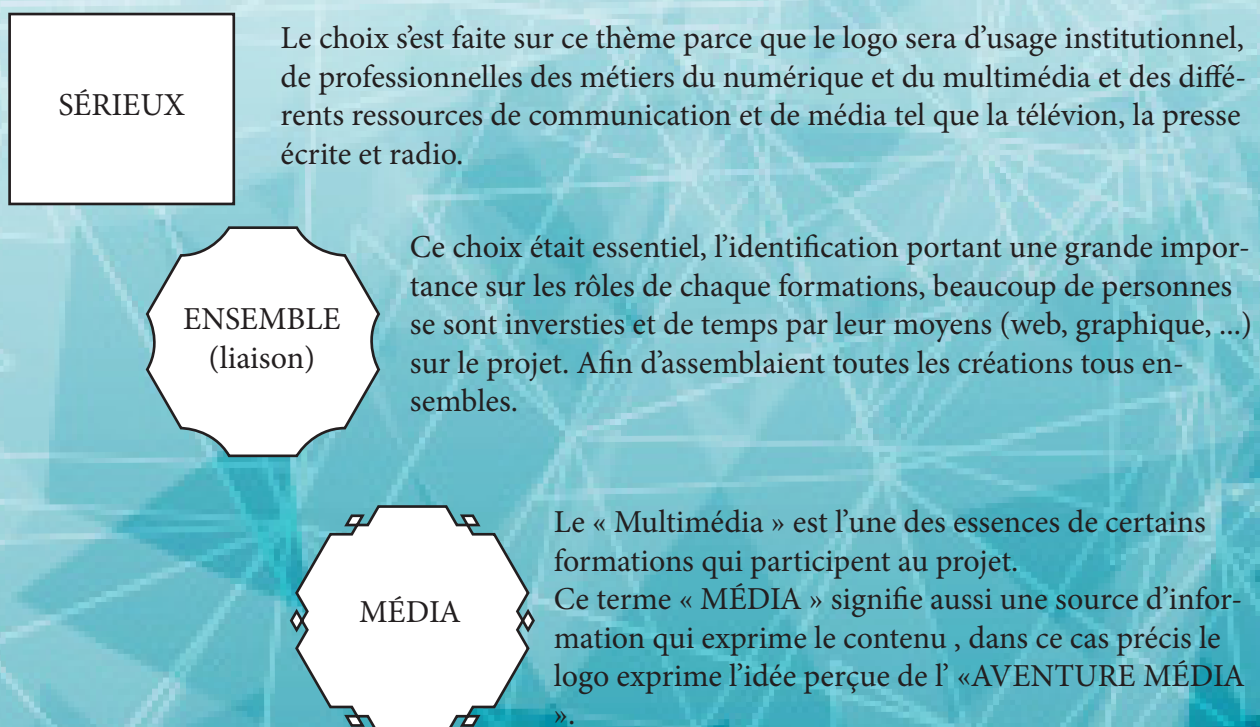 SÉRIEUX
Le choix s'est faite sur ce thème parce que le logo sera d'usage institutionnel,
de professionnelles des métiers du numérique et du multimédia et des diffé-
rents ressources de communication et de média tel que la télévion, la presse
écrite et radio.
ENSEMBLE
(liaison)
Ce choix était essentiel, l'identification portant une grande impor-
tance sur les rôles de chaque formations, beaucoup de personnes
se sont inversties et de temps par leur moyens (web, graphique, ...)
sur le projet. Afin d'assemblaient toutes les créations tous en-
sembles.
MÉDIA
Le « Multimédia » est l'une des essences de certains
formations qui participent au projet.
Ce terme « MÉDIA » signifie aussi une source d'infor-
mation qui exprime le contenu , dans ce cas précis le
logo exprime l'idée perçue de l' «AVENTURE MÉDIA
».